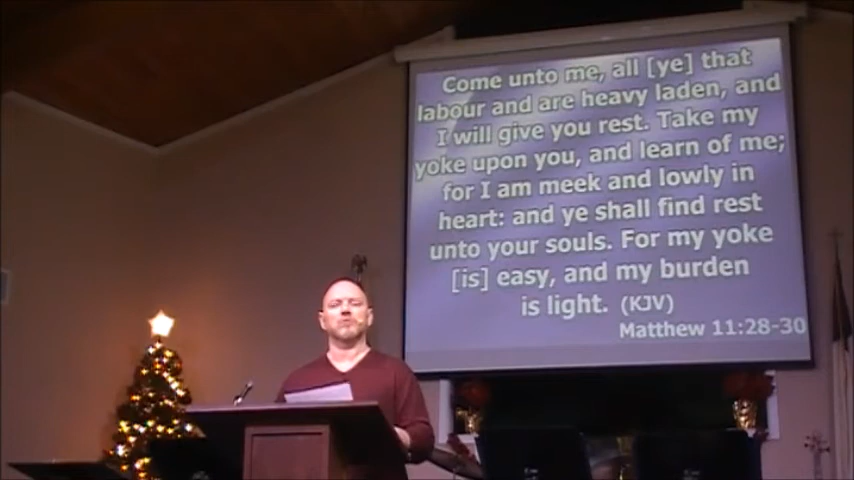 Come unto me, all [ye] that
labour and are heavy laden, and
I will give you rest. Take my
yoke upon you, and learn of me;
for I am meek and lowly in
heart: and ye shall find rest
unto your souls. For my yoke
[is] easy, and my burden
is light. (KJV)
Matthew 11:28-30